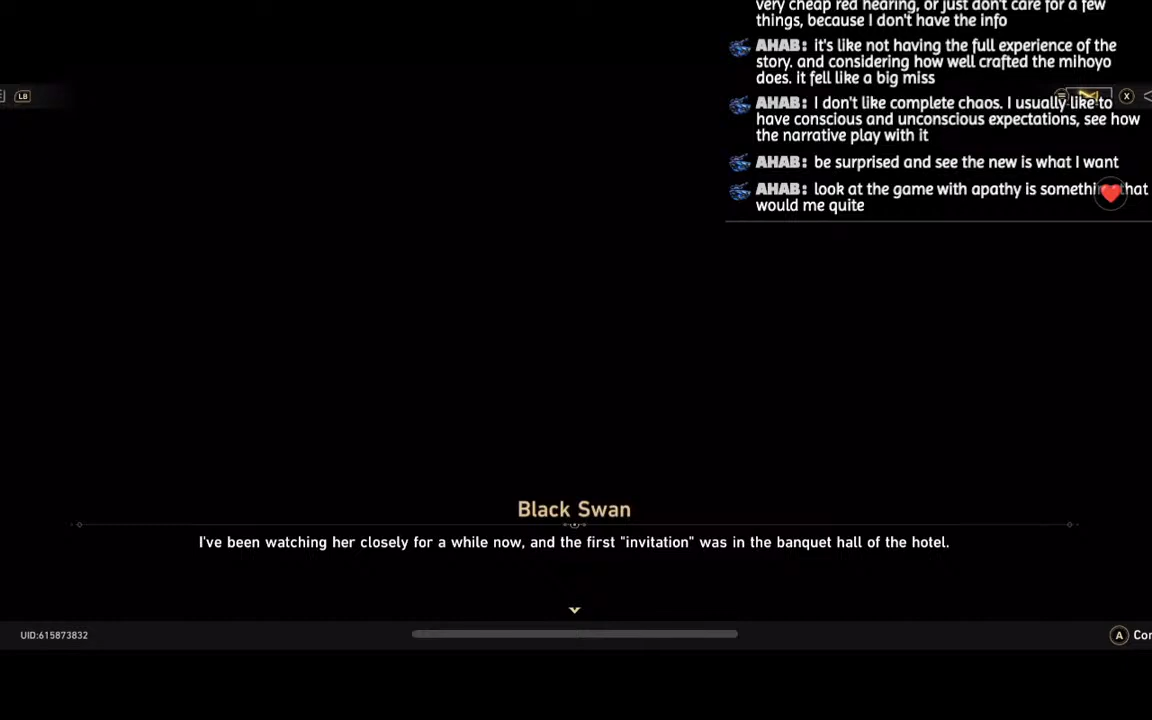 very cheap red hearing, or just don't care for a few
things, because I don't have the info
AHAB: it's like not having the full experience of the
story. and considering how well crafted the mihoyo
does. it fell like a big miss
LB
X
AHAB: I don't like complete chaos. I usually like to
have conscious and unconscious expectations, see how
the narrative play with it
AHAB: be surprised and see the new is what I want
AHAB: look at the game with apathy is something that
would me quite
Black Swan
I've been watching her closely for a while now, and the first "invitation" was in the banquet hall of the hotel.
UID:615873832
A Con